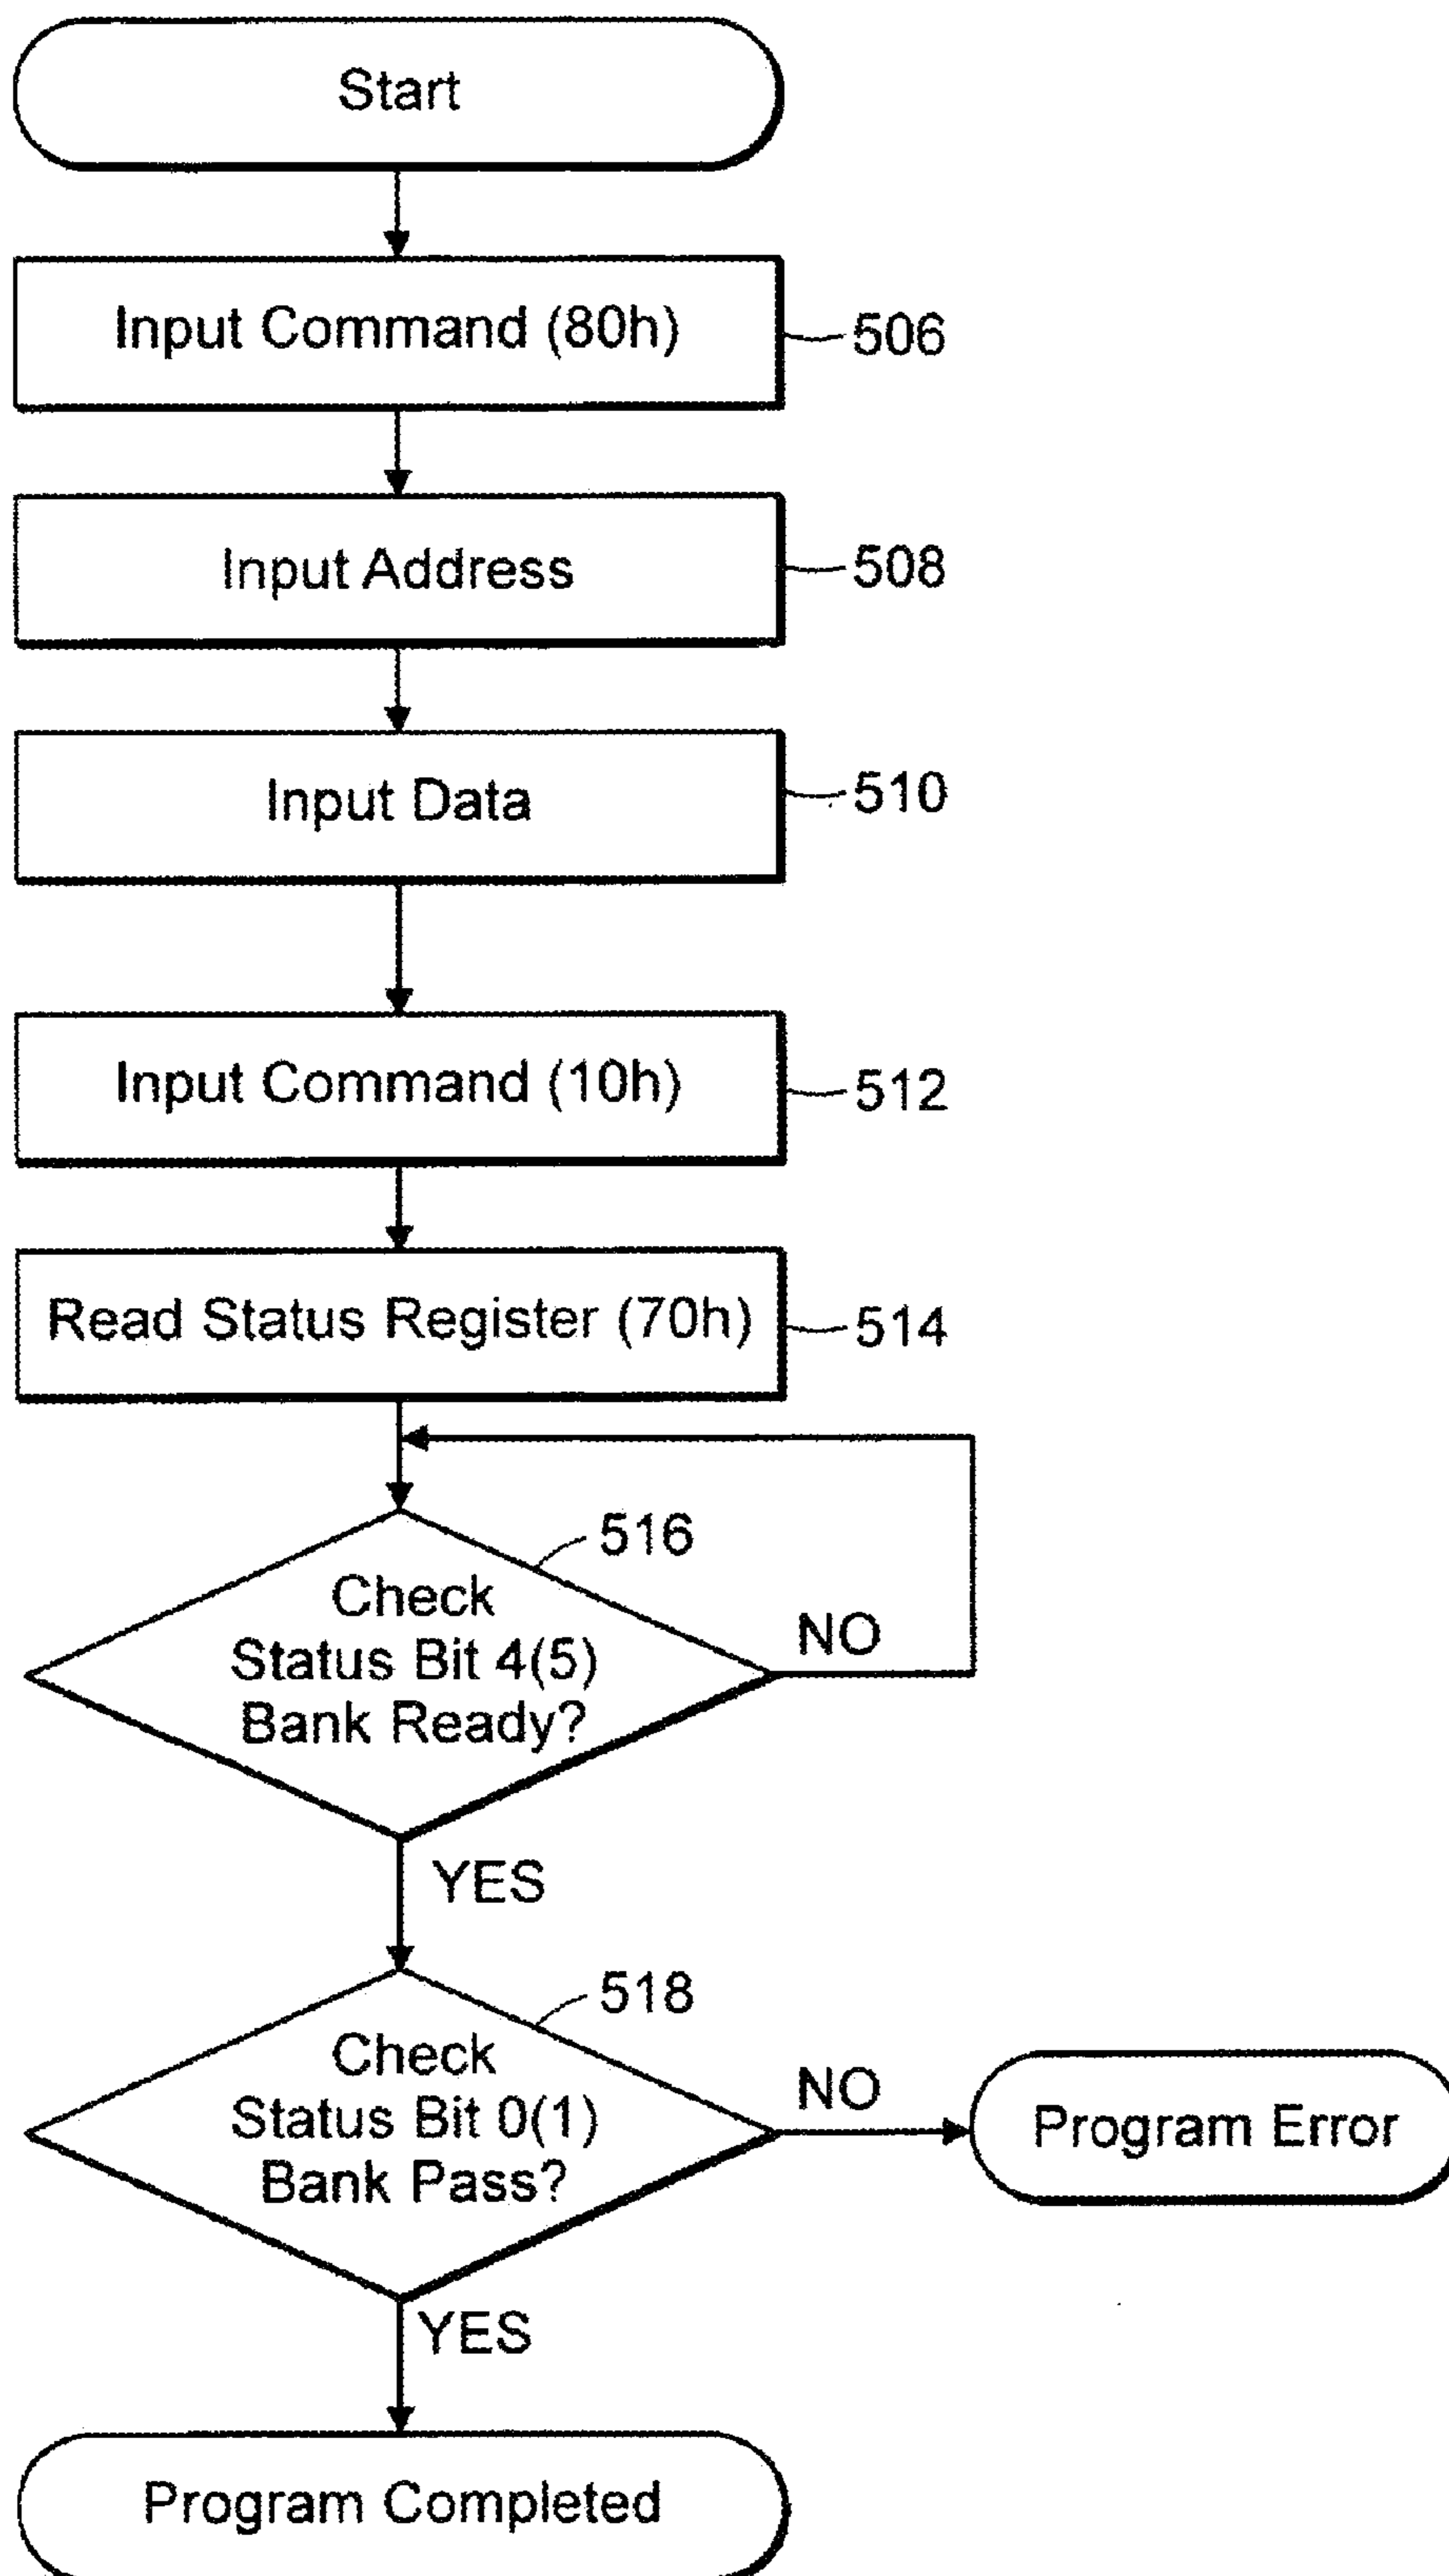 Start
Input Command (80h)
506
Input Address
508
Input Data
510
Input Command (10h)
512
Read Status Register (70h)
514
516
Check
Status Bit 4(5)
Bank Ready?
NO
YES
518
Check
Status Bit 0(1)
Bank Pass?
NO
Program Error
YES
Program Completed